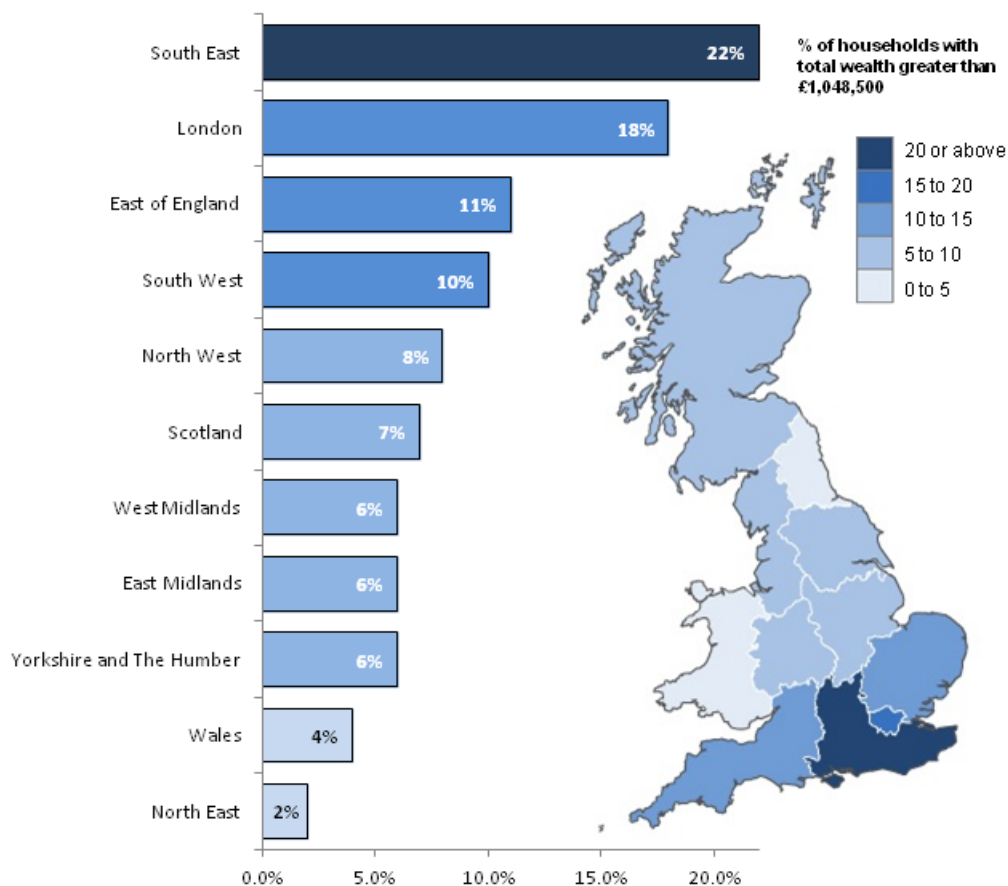 South East
22%
London
18%
East of England
11%
South West
10%
North West
8%
Scotland
7%
West Midlands
6%
East Midlands
6%
Yorkshire and The Humber
6%
Wales
4%
North East
2%
0.0%
5.0%
10.0%
15.0%
20.0%
% of households with
total wealth greater than
£1,048,500
20 or above
15 to 20
10 to 15
5 to 10
0 to 5